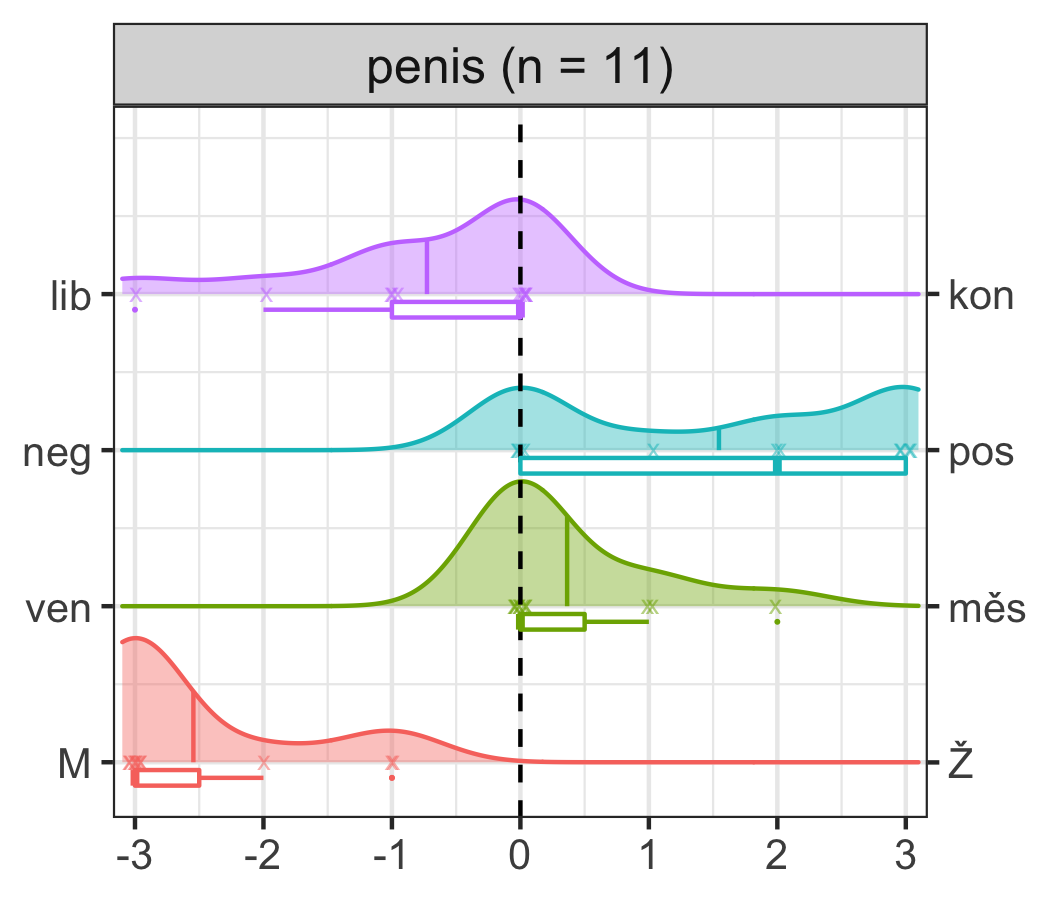 penis (n = 11)
lib kon
neg pos
ven měs
M Ž
-3 -2 -1 0 1 2 3